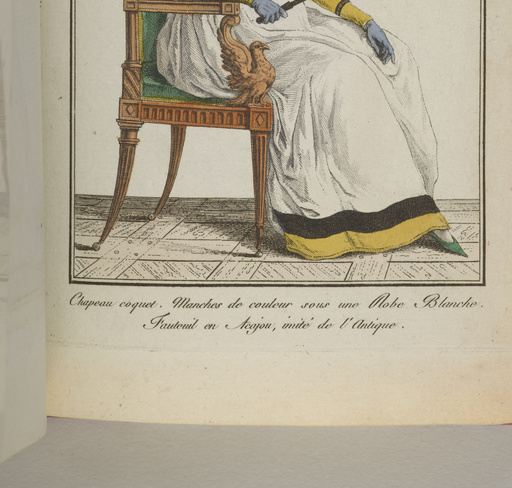 Chapeau coquet. Manches de couleur sous une Robe Blanche.
Fauteuil en Acajou, imité de l'Antique.